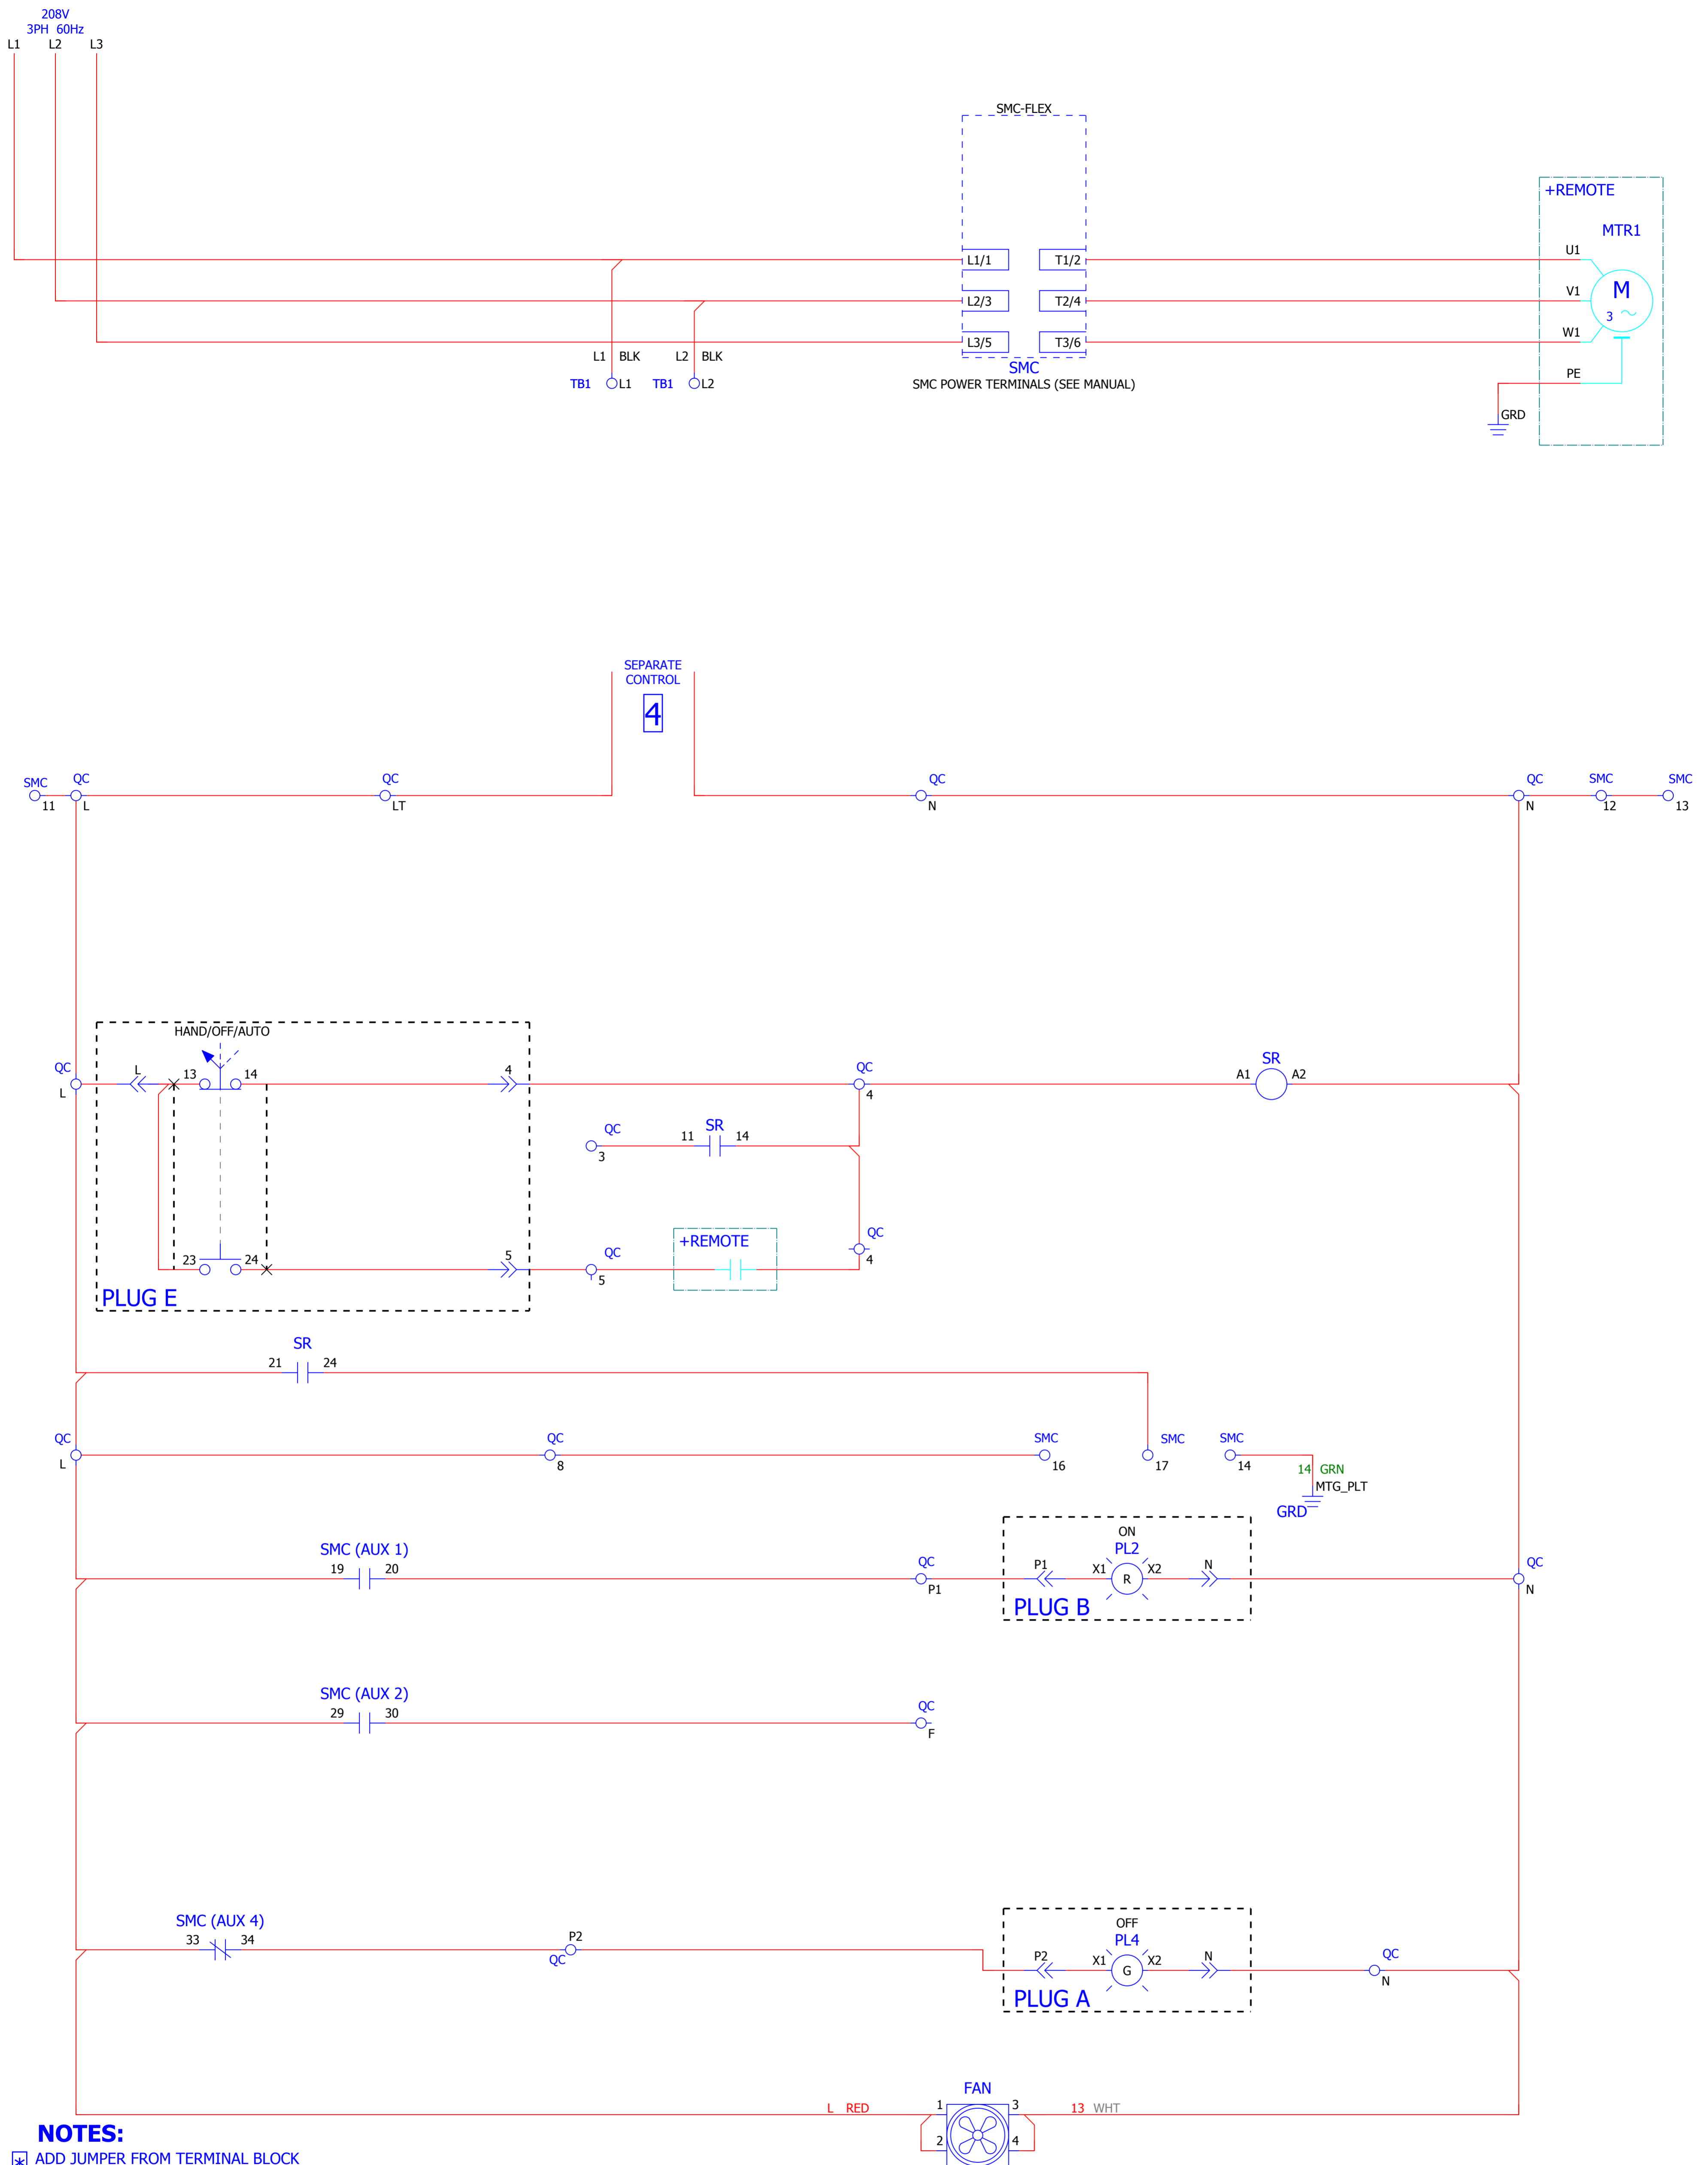 208V
3PH 60Hz
L1 L2 L3
SMC-FLEX
+REMOTE
MTR1
U1
L1/1 T1/2
M
3
V1
L2/3 T2/4
W1
L3/5 T3/6
L1 BLK L2 BLK
SMC
TB1 L1 TB1 L2
SMC POWER TERMINALS (SEE MANUAL)
PE
GRD
SEPARATE
CONTROL
4
SMC QC QC QC QC SMC SMC
11 L LT N N 12 13
HAND/OFF/AUTO
QC L 13 14 4 QC SR
A1 A2
L 4
QC 11 SR 14
3
QC
+REMOTE
QC
23 24 5
4
5
PLUG E
SR
21 24
QC QC SMC SMC SMC
L 8 16 17 14
14 GRN
MTG_PLT
GRD
ON
SMC (AUX 1) PL2
19 20 QC P1 X1 R X2 N QC
P1 N
PLUG B
SMC (AUX 2)
29 30 QC
F
OFF
SMC (AUX 4) PL4
33 34 P2
QC
P2 X1 G X2 N QC
N
PLUG A
FAN
L RED 1 3 13 WHT
NOTES:
2 4
* ADD JUMPER FROM TERMINAL BLOCK